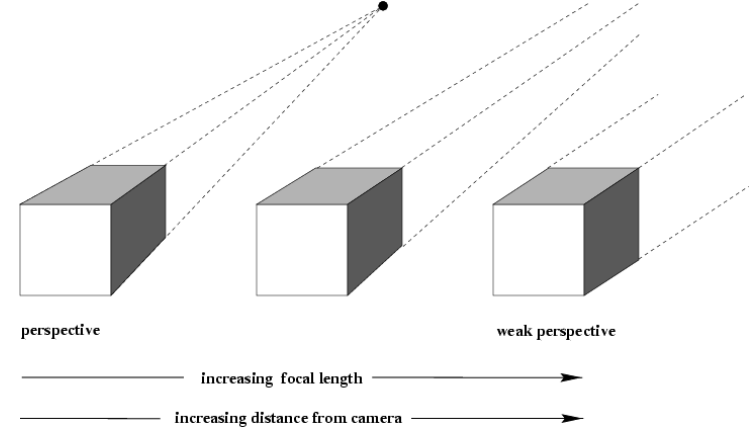 perspective
weak perspective
increasing focal length
increasing distance from camera